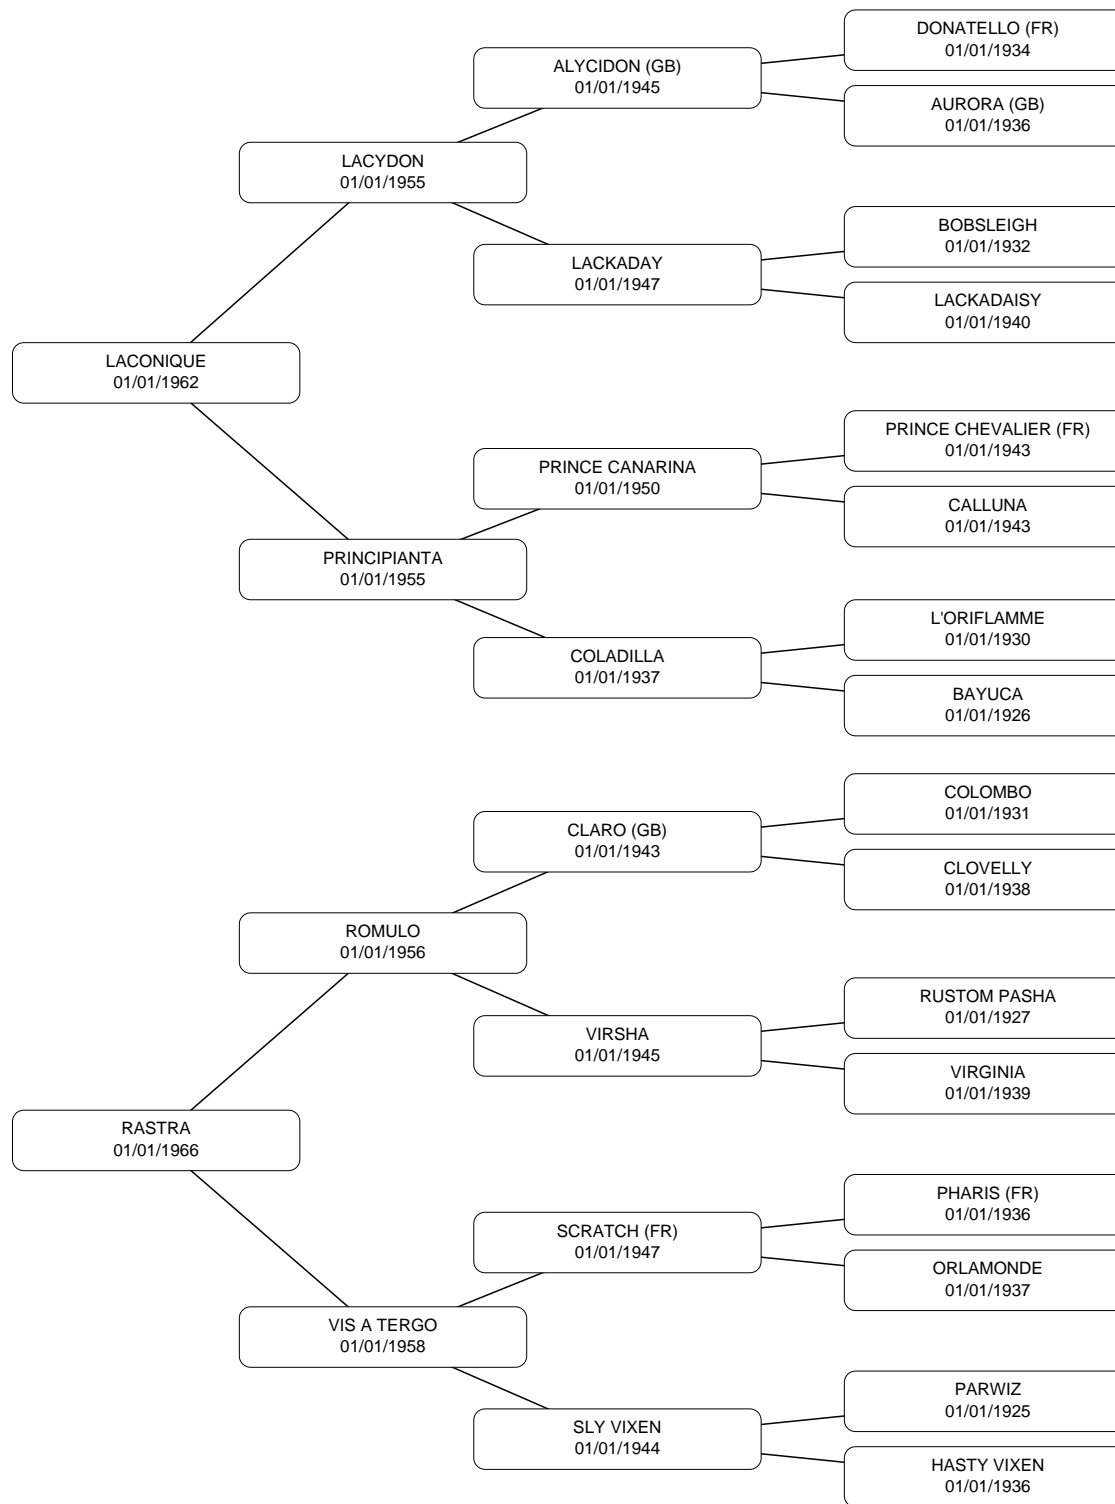 DONATELLO (FR)
01/01/1934
ALYCIDON (GB)
01/01/1945
AURORA (GB)
01/01/1936
LACYDON
01/01/1955
BOBSLEIGH
01/01/1932
LACKADAY
01/01/1947
LACKADAISY
01/01/1940
LACONIQUE
01/01/1962
PRINCE CHEVALIER (FR)
01/01/1943
PRINCE CANARINA
01/01/1950
CALLUNA
01/01/1943
PRINCIPIANTA
01/01/1955
L'ORIFLAMME
01/01/1930
COLADILLA
01/01/1937
BAYUCA
01/01/1926
COLOMBO
01/01/1931
CLARO (GB)
01/01/1943
CLOVELLY
01/01/1938
ROMULO
01/01/1956
RUSTOM PASHA
01/01/1927
VIRSHA
01/01/1945
VIRGINIA
01/01/1939
RASTRA
01/01/1966
PHARIS (FR)
01/01/1936
SCRATCH (FR)
01/01/1947
ORLAMONDE
01/01/1937
VIS A TERGO
01/01/1958
PARWIZ
01/01/1925
SLY VIXEN
01/01/1944
HASTY VIXEN
01/01/1936